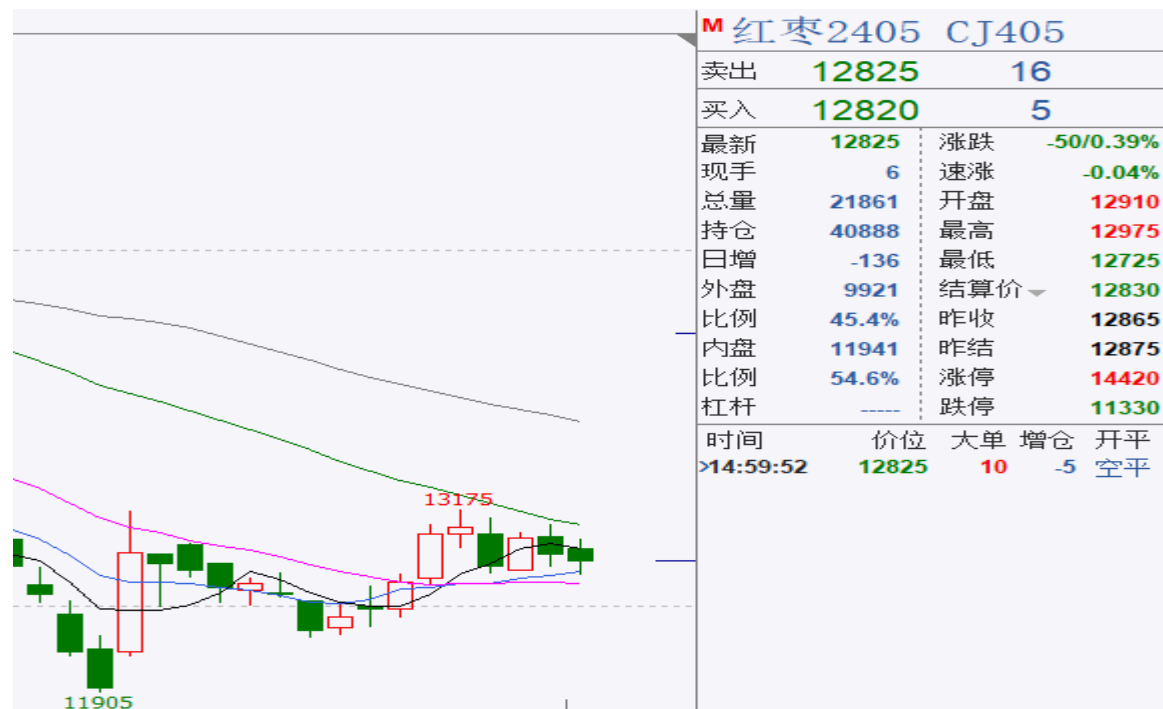 M 红枣2405 CJ405
卖出 12825 16
买入 12820 5
最新 12825 涨跌 -50/0.39%
现手 6 速涨 -0.04%
总量 21861 开盘 12910
持仓 40888 最高 12975
日增 -136 最低 12725
外盘 9921 结算价 12830
比例 45.4% 昨收 12865
内盘 11941 昨结 12875
比例 54.6% 涨停 14420
杠杆 ----- 跌停 11330
时间 价位 大单 增仓 开平
>14:59:52 12825 10 -5 空平
13175
11905